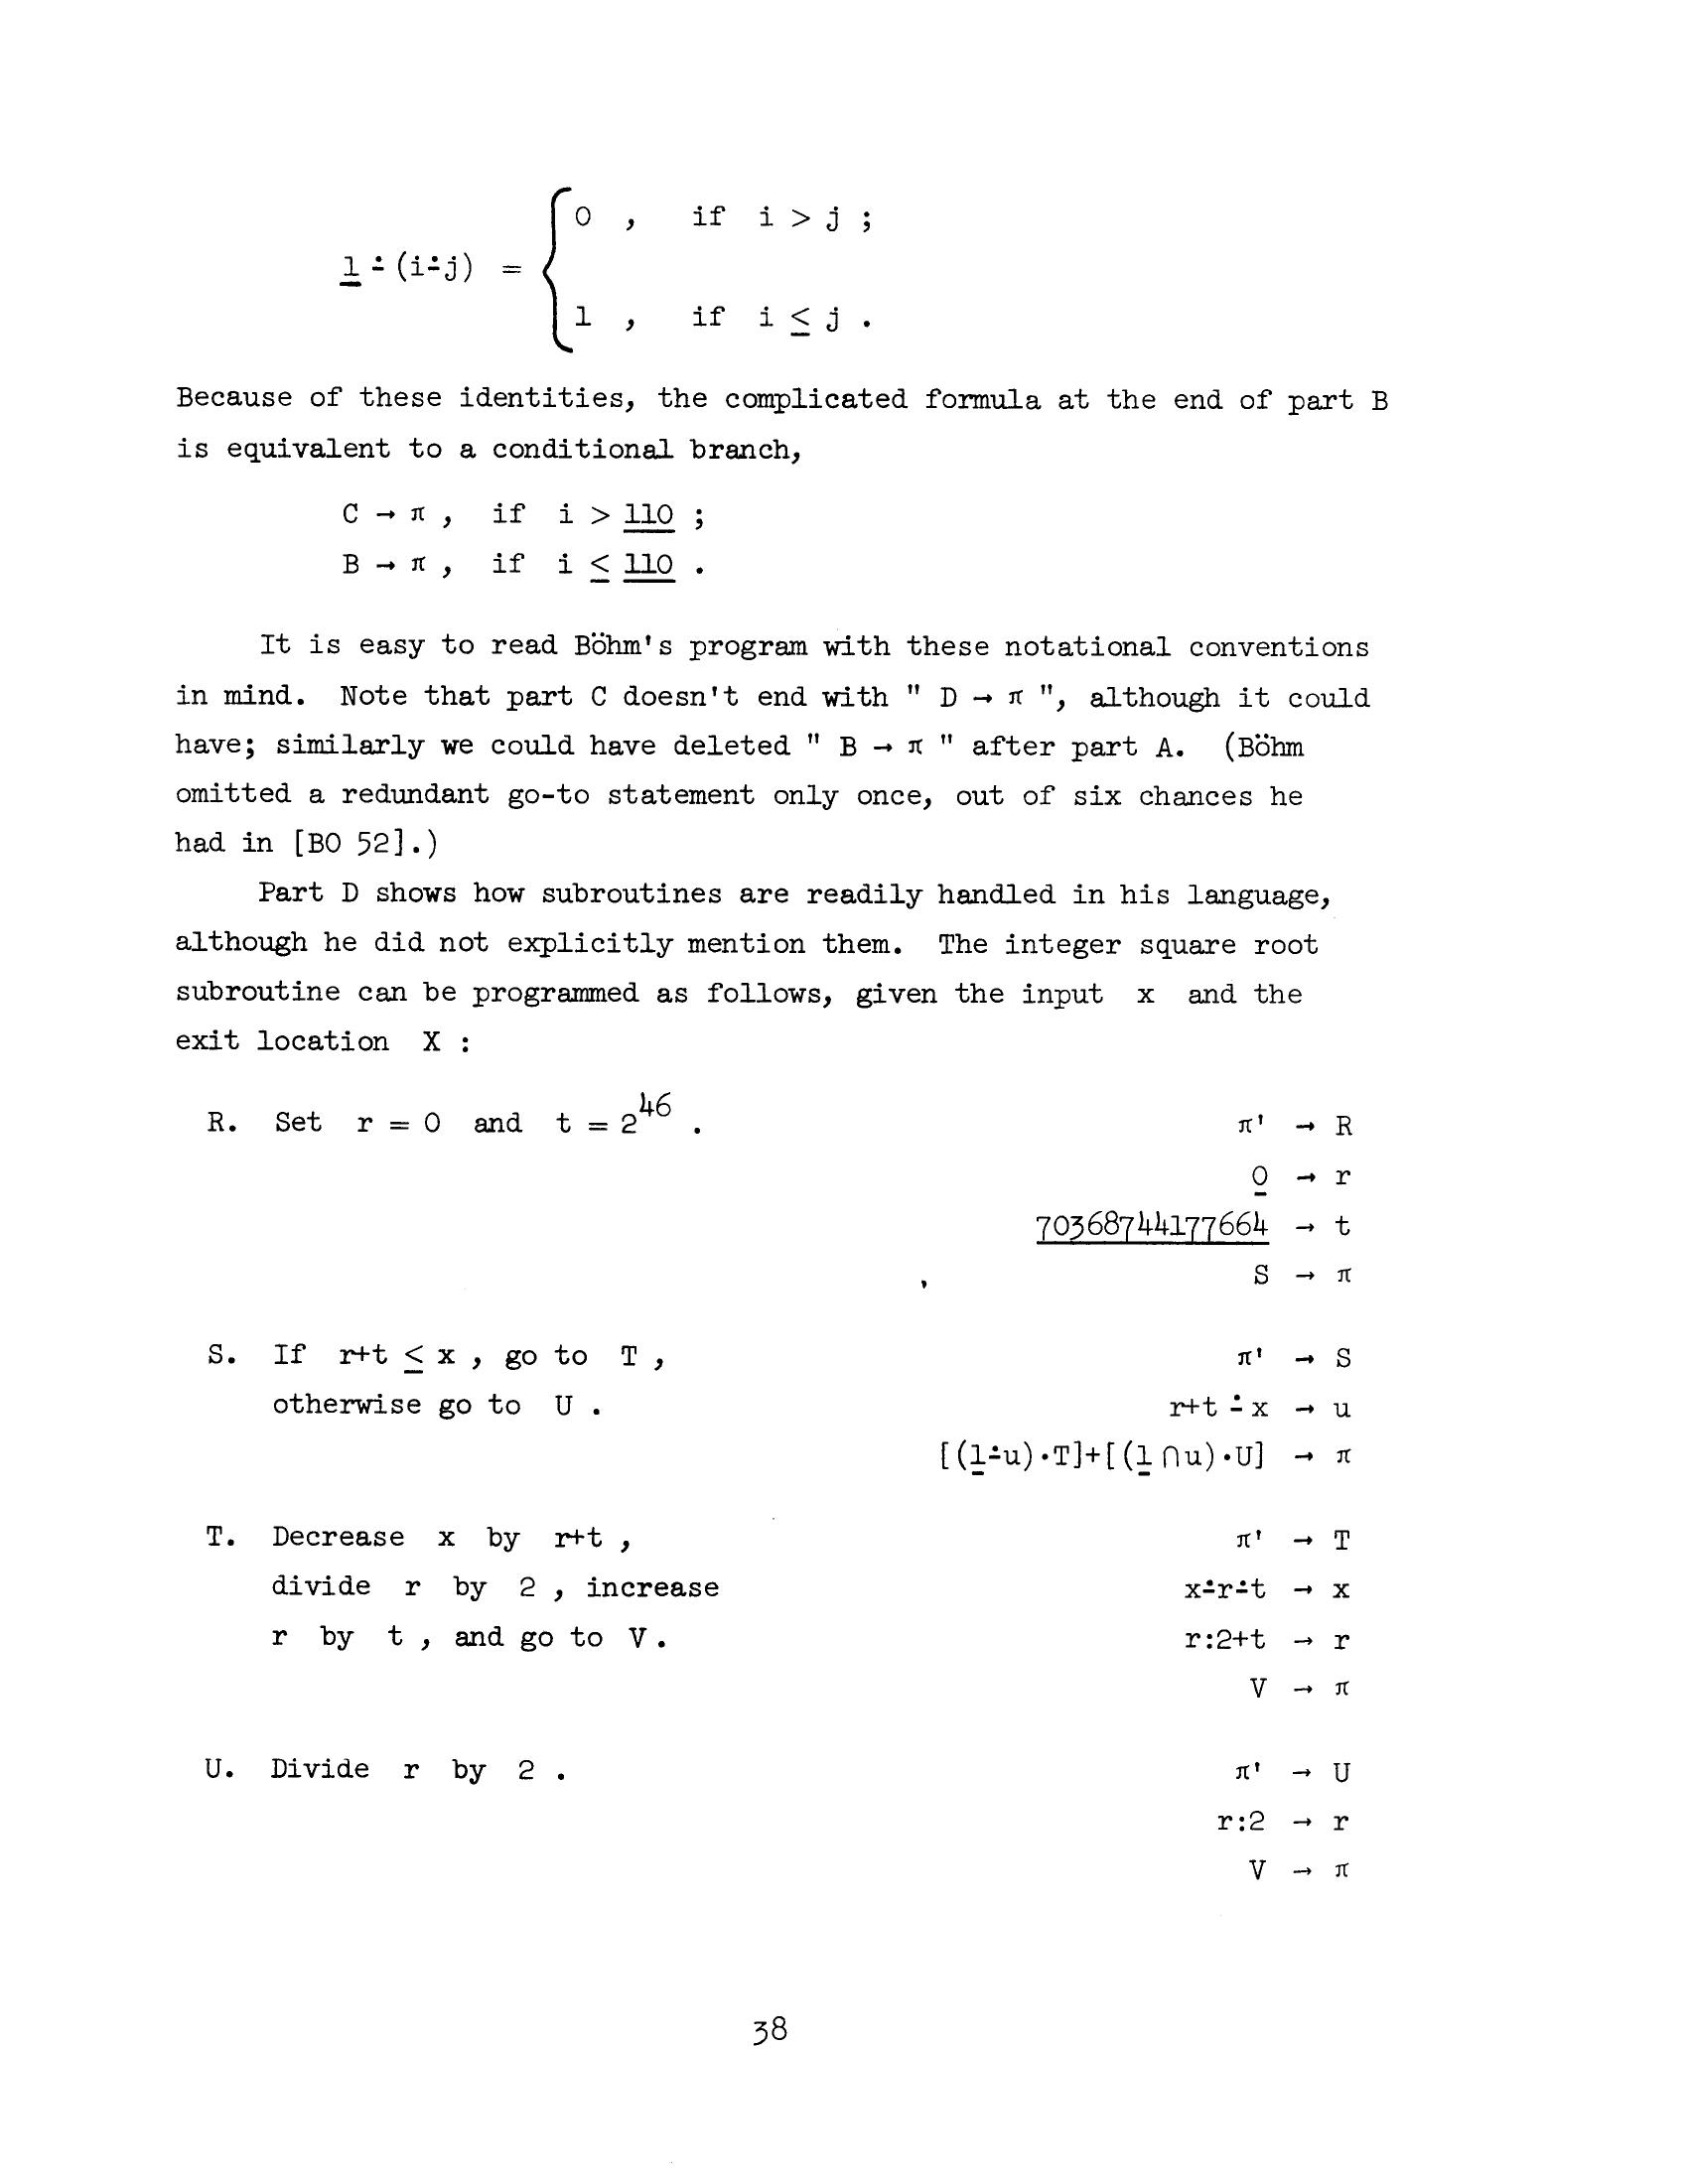 0 , if i > j ;
1 ∸ (i∸j) =
1 , if i ≤ j .
Because of these identities, the complicated formula at the end of part B
is equivalent to a conditional branch,
C → π , if i > 110 ;
B → π , if i ≤ 110 .
It is easy to read Böhm's program with these notational conventions
in mind. Note that part C doesn't end with " D → π ", although it could
have; similarly we could have deleted " B → π " after part A. (Böhm
omitted a redundant go-to statement only once, out of six chances he
had in [BO 52].)
Part D shows how subroutines are readily handled in his language,
although he did not explicitly mention them. The integer square root
subroutine can be programmed as follows, given the input x and the
exit location X :
R. Set r = 0 and t = 2^46 . π' → R
0 → r
70368744177664 → t
S → π
S. If r+t ≤ x , go to T , π' → S
otherwise go to U . r+t ∸ x → u
[(1∸u)·T]+[(1 ∩ u)·U] → π
T. Decrease x by r+t , π' → T
divide r by 2 , increase x∸r∸t → x
r by t , and go to V. r:2+t → r
V → π
U. Divide r by 2 . π' → U
r:2 → r
V → π
38